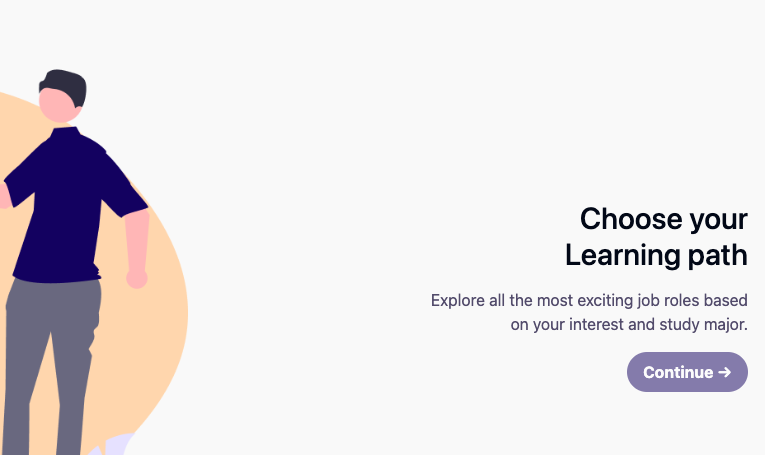 Choose your
Learning path
Explore all the most exciting job roles based
on your interest and study major.
Continue →